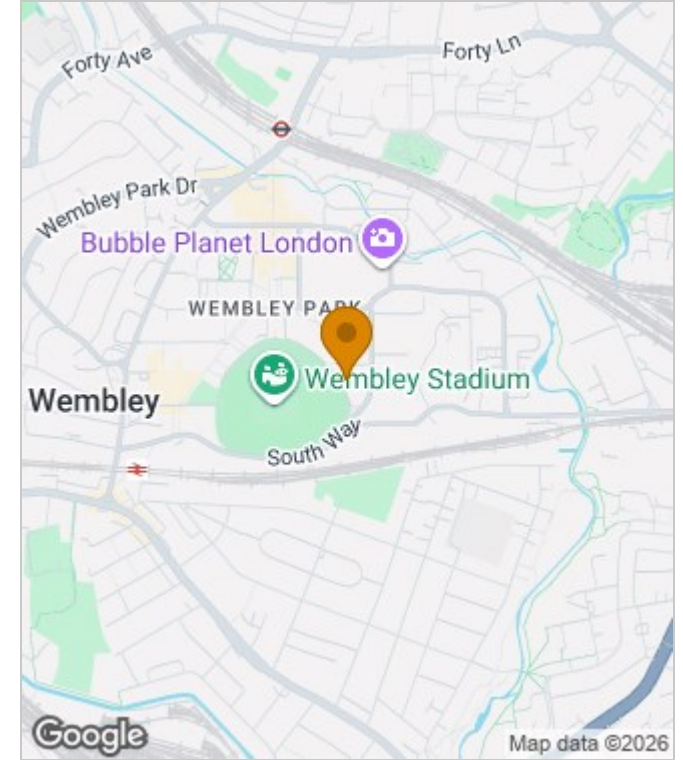 Forty Ave
Forty Ln
Wembley Park Dr
Bubble Planet London
WEMBLEY PARK
Wembley Stadium
Wembley
South Way
Google
Map data ©2026